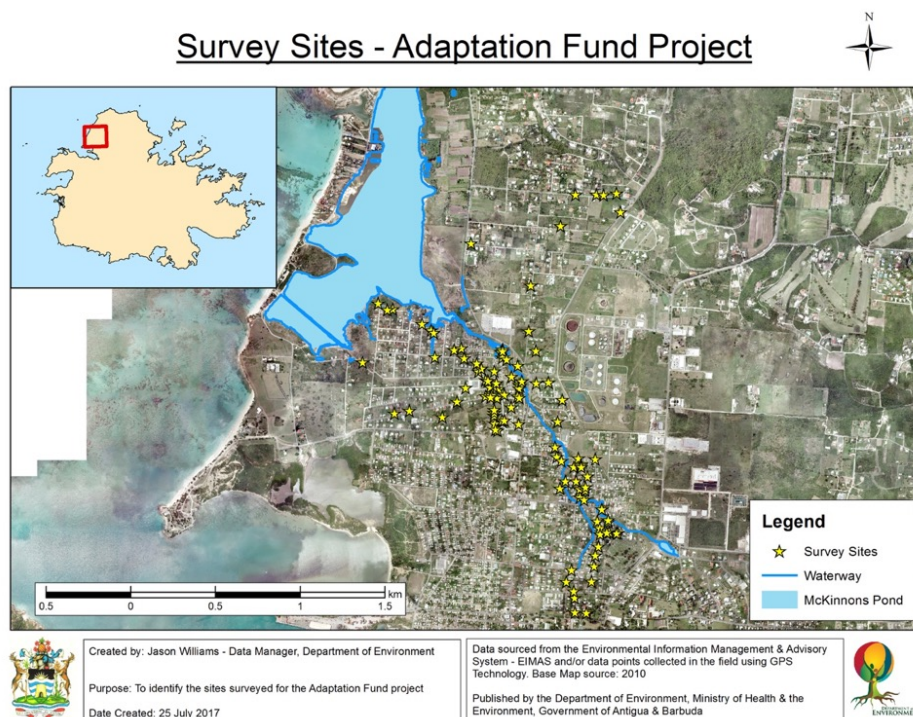 Survey Sites - Adaptation Fund Project
N
Legend
Survey Sites
Waterway
McKinnons Pond
0.5 0 0.5 1 1.5 km
Created by: Jason Williams - Data Manager, Department of Environment
Purpose: To identify the sites surveyed for the Adaptation Fund project
Date Created: 25 July 2017
Data sourced from the Environmental Information Management & Advisory
System - EIMAS and/or data points collected in the field using GPS
Technology. Base Map source: 2010
Published by the Department of Environment, Ministry of Health & the
Environment, Government of Antigua & Barbuda
ENVIRONMENT